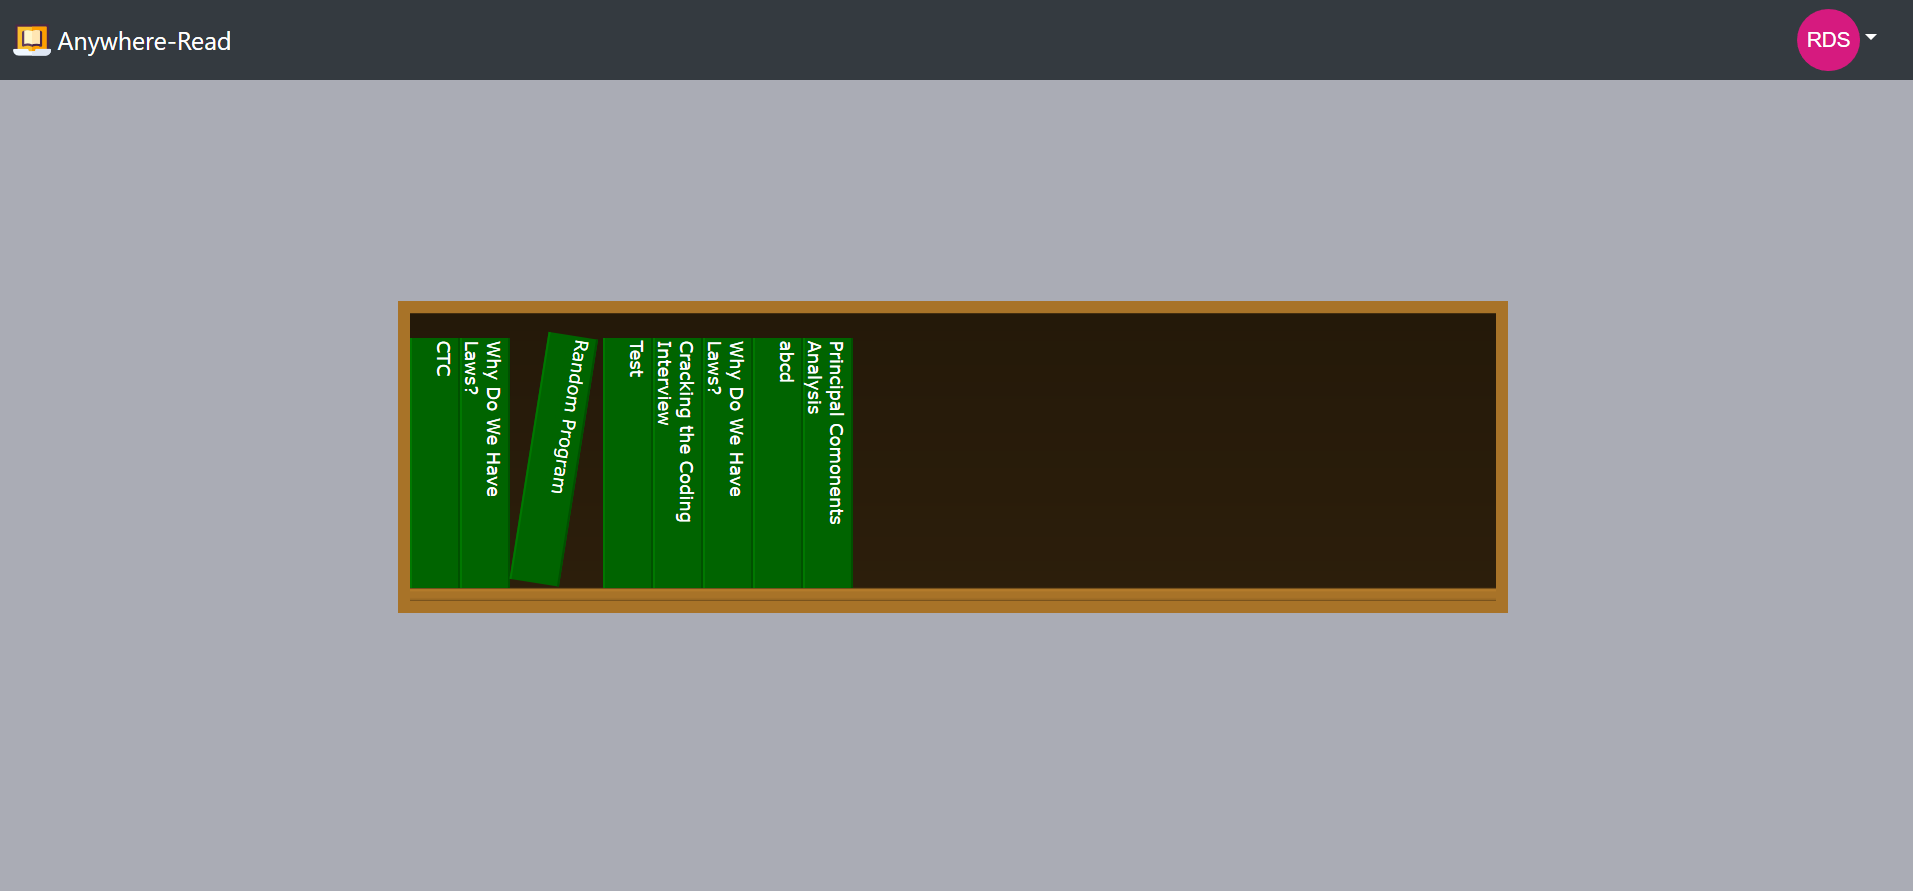 Anywhere-Read
RDS
CTC
Why Do We Have
Laws?
Random Program
Test
Cracking the Coding
Interview
Why Do We Have
Laws?
abcd
Principal Comonents
Analysis